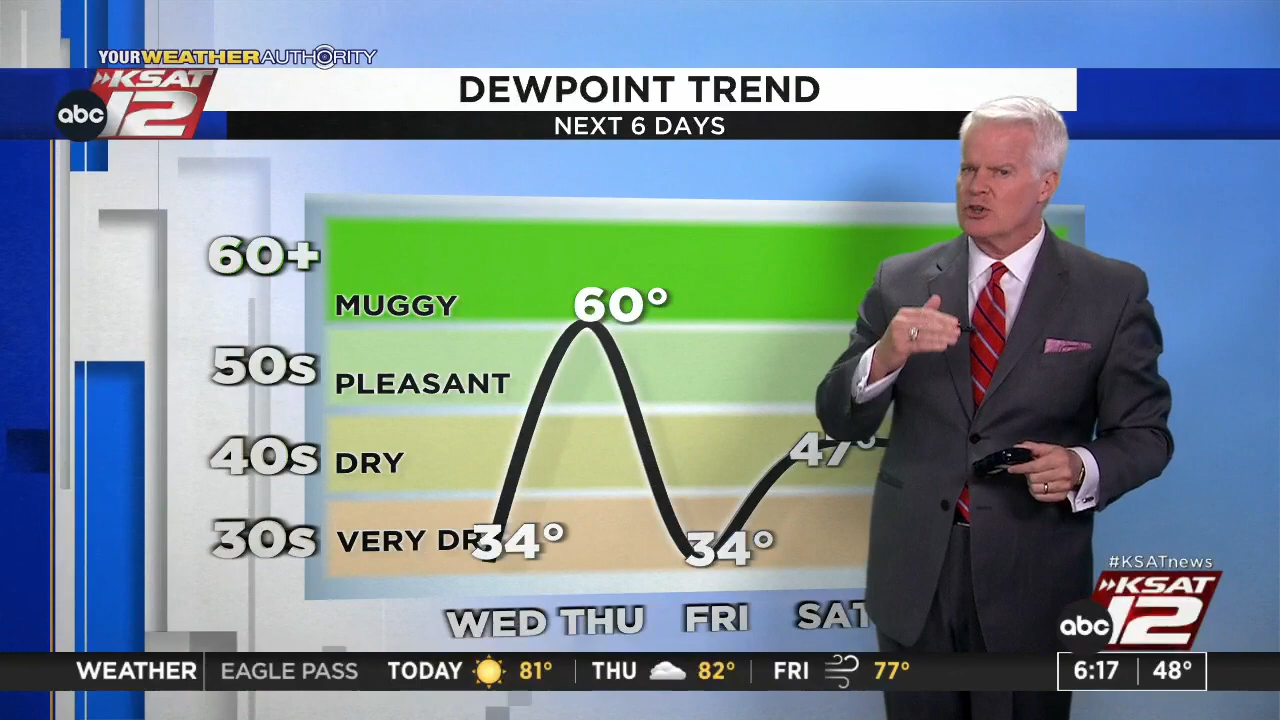 YOURWEATHERAUTHORITY
KSAT
abc 12
DEWPOINT TREND
NEXT 6 DAYS
60+
MUGGY
60°
50s
PLEASANT
40s
DRY
47°
30s
VERY
34°
34°
WED THU FRI SAT
#KSATnews
KSAT
abc 12
WEATHER EAGLE PASS TODAY 81° THU 82° FRI 77° 6:17 48°